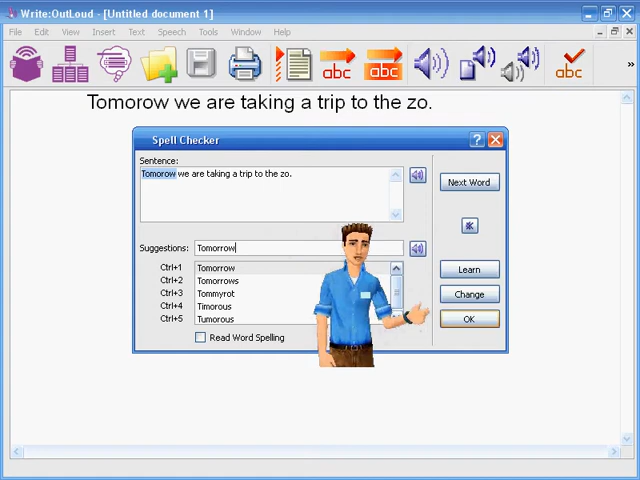 Write:OutLoud - [Untitled document 1]
File Edit View Insert Text Speech Tools Window Help
abc abc abc »
Tomorow we are taking a trip to the zo.
Spell Checker
Sentence:
Tomorow we are taking a trip to the zo.
Next Word
Suggestions: Tomorrow
Ctrl+1 Tomorrow
Ctrl+2 Tomorrows
Ctrl+3 Tommyrot
Ctrl+4 Timorous
Ctrl+5 Tumorous
Learn
Change
OK
Read Word Spelling